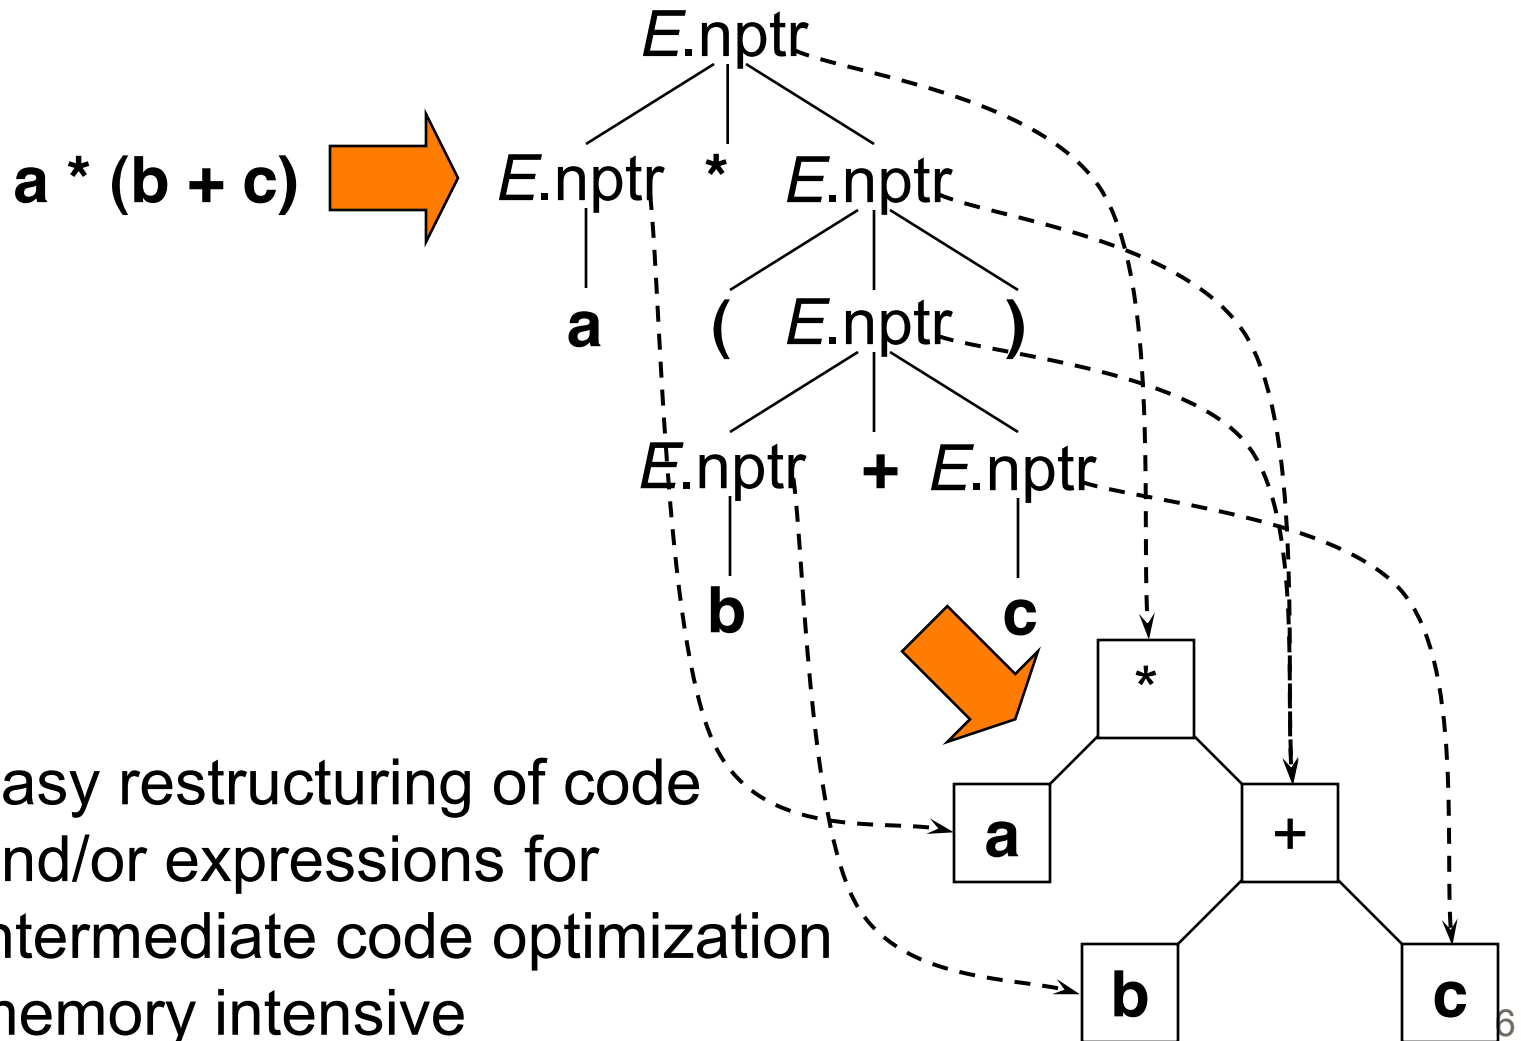 E.nptr
a * (b + c)
E.nptr * E.nptr
a ( E.nptr )
E.nptr + E.nptr
b c
*
asy restructuring of code
a +
nd/or expressions for
ntermediate code optimization
b c
emory intensive
6